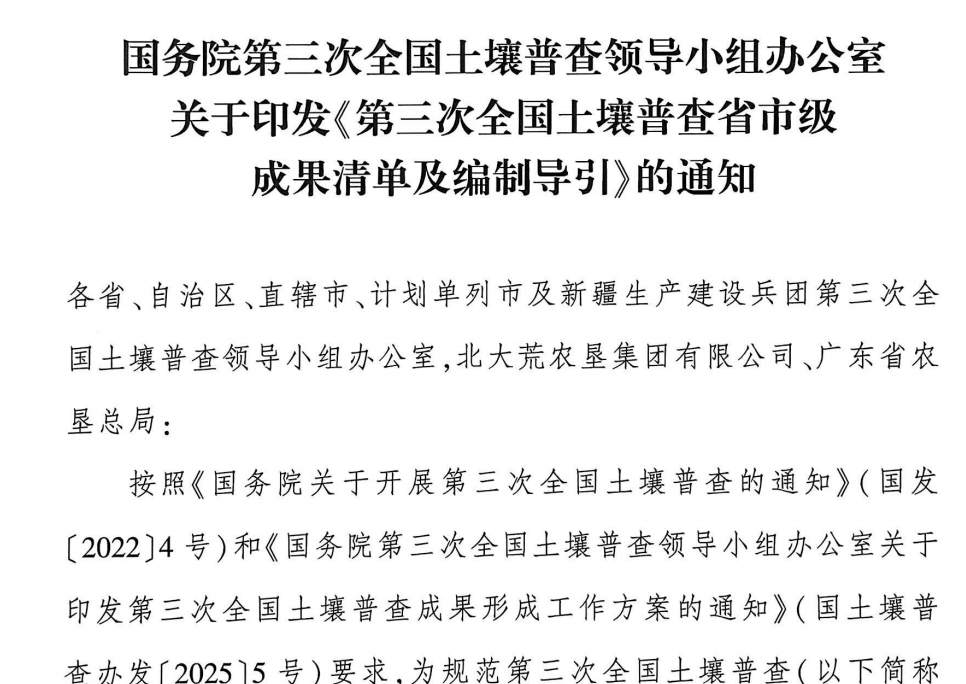 国务院第三次全国土壤普查领导小组办公室
关于印发《第三次全国土壤普查省市级
成果清单及编制导引》的通知
各省、自治区、直辖市、计划单列市及新疆生产建设兵团第三次全
国土壤普查领导小组办公室,北大荒农垦集团有限公司、广东省农
垦总局:
按照《国务院关于开展第三次全国土壤普查的通知》(国发
〔2022〕4 号)和《国务院第三次全国土壤普查领导小组办公室关于
印发第三次全国土壤普查成果形成工作方案的通知》(国土壤普
查办发〔2025〕5 号)要求,为规范第三次全国土壤普查(以下简称